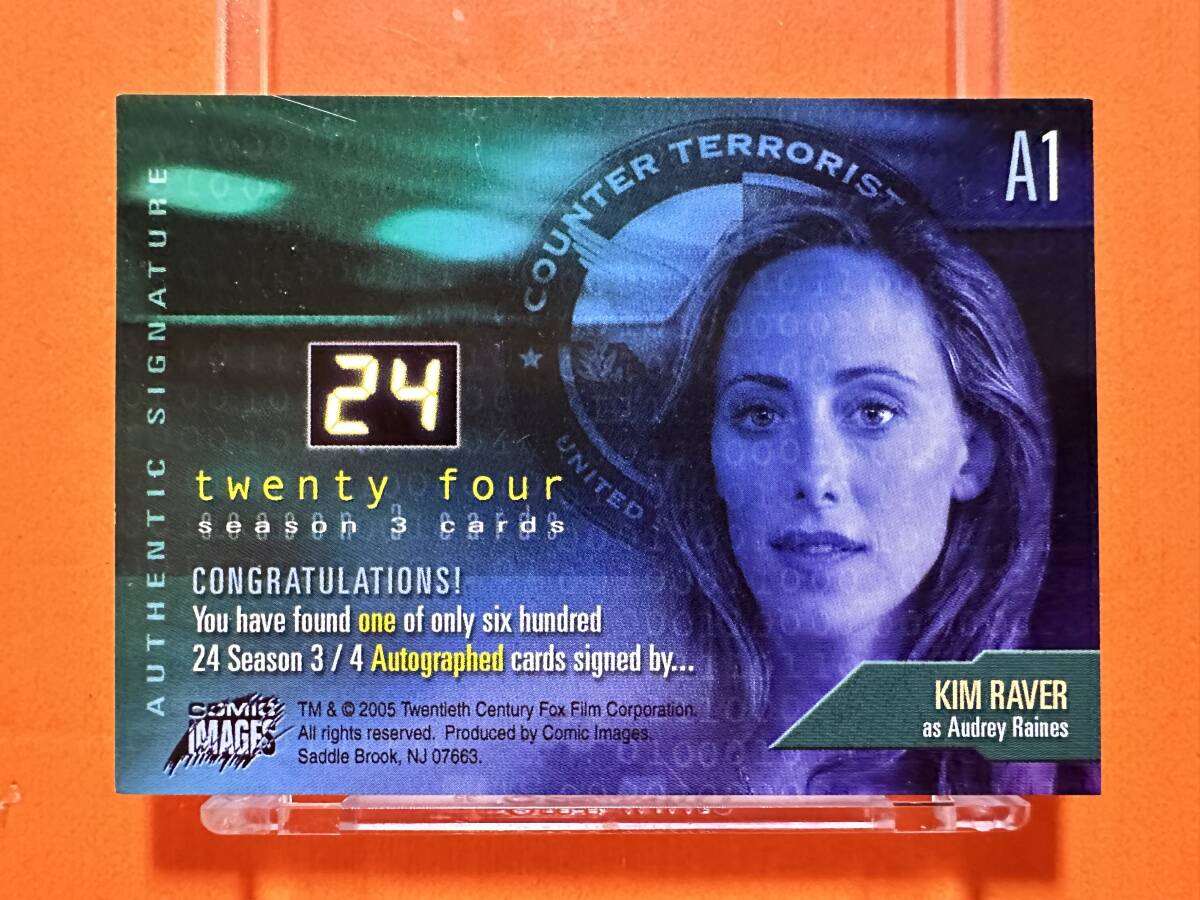 A1
COUNTER TERRORIST
UNITED
AUTHENTIC SIGNATURE
24
twenty four
season 3 cards
CONGRATULATIONS!
You have found one of only six hundred
24 Season 3 / 4 Autographed cards signed by...
KIM RAVER
as Audrey Raines
COMIC
IMAGES
TM & © 2005 Twentieth Century Fox Film Corporation.
All rights reserved. Produced by Comic Images.
Saddle Brook, NJ 07663.